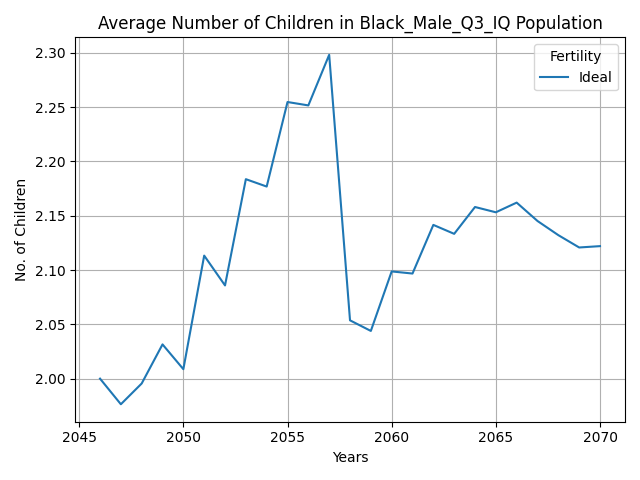 Average Number of Children in Black_Male_Q3_IQ Population
Fertility
Ideal
No. of Children
2.30
2.25
2.20
2.15
2.10
2.05
2.00
2045 2050 2055 2060 2065 2070
Years